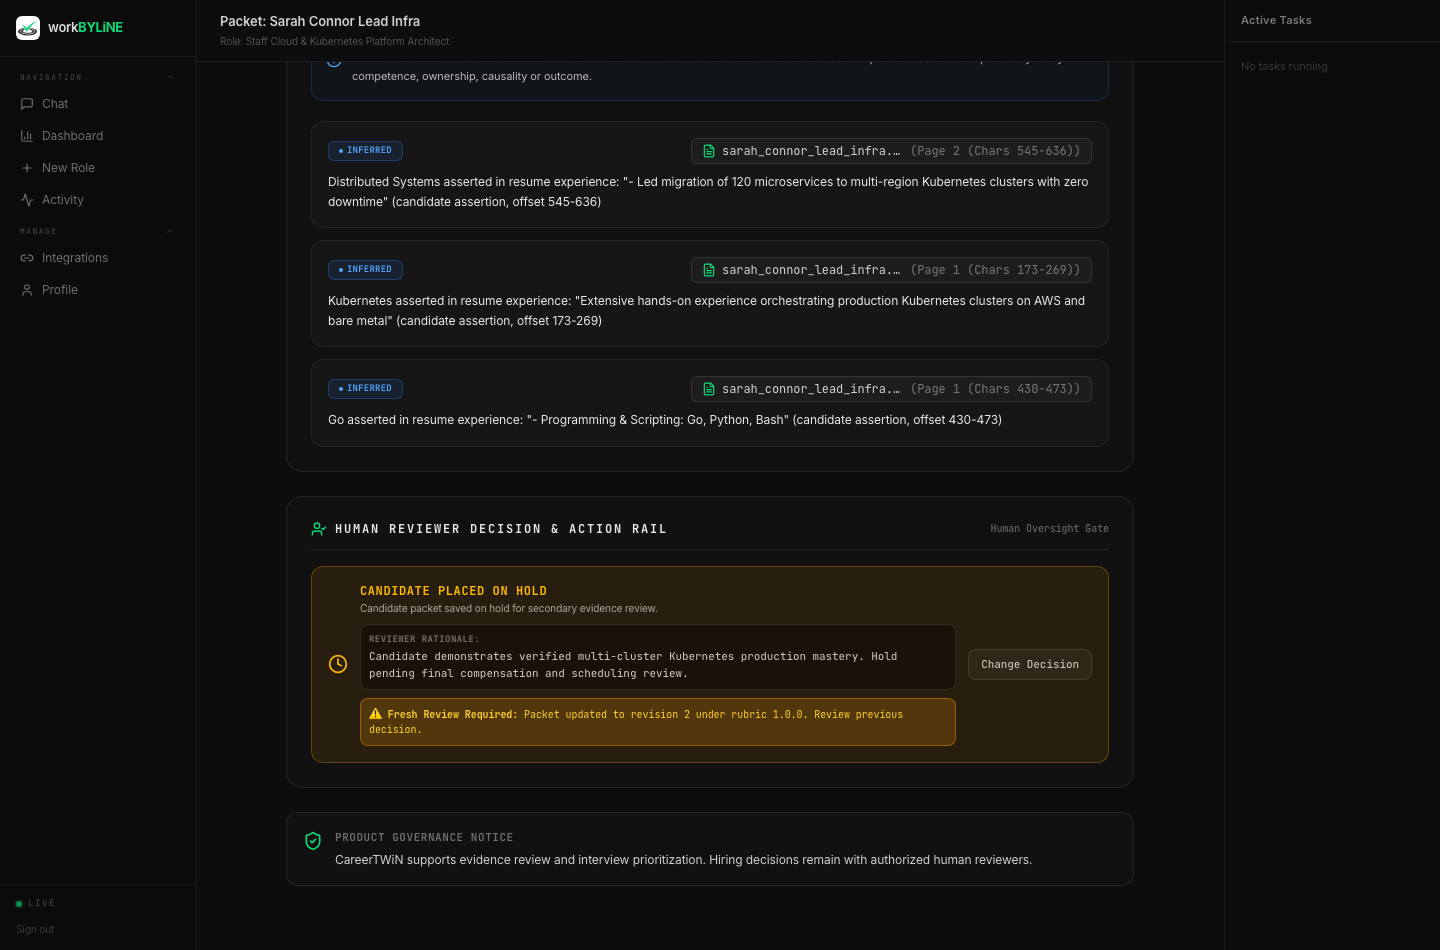 workBYLiNE
NAVIGATION
Chat
Dashboard
New Role
Activity
MANAGE
Integrations
Profile
LIVE
Sign out
Packet: Sarah Connor Lead Infra
Role: Staff Cloud & Kubernetes Platform Architect
competence, ownership, causality or outcome.
INFERRED
sarah_connor_lead_infra.… (Page 2 (Chars 545-636))
Distributed Systems asserted in resume experience: "- Led migration of 120 microservices to multi-region Kubernetes clusters with zero
downtime" (candidate assertion, offset 545-636)
INFERRED
sarah_connor_lead_infra.… (Page 1 (Chars 173-269))
Kubernetes asserted in resume experience: "Extensive hands-on experience orchestrating production Kubernetes clusters on AWS and
bare metal" (candidate assertion, offset 173-269)
INFERRED
sarah_connor_lead_infra.… (Page 1 (Chars 430-473))
Go asserted in resume experience: "- Programming & Scripting: Go, Python, Bash" (candidate assertion, offset 430-473)
HUMAN REVIEWER DECISION & ACTION RAIL
Human Oversight Gate
CANDIDATE PLACED ON HOLD
Candidate packet saved on hold for secondary evidence review.
REVIEWER RATIONALE:
Candidate demonstrates verified multi-cluster Kubernetes production mastery. Hold
pending final compensation and scheduling review.
Change Decision
Fresh Review Required: Packet updated to revision 2 under rubric 1.0.0. Review previous
decision.
PRODUCT GOVERNANCE NOTICE
CareerTWiN supports evidence review and interview prioritization. Hiring decisions remain with authorized human reviewers.
Active Tasks
No tasks running